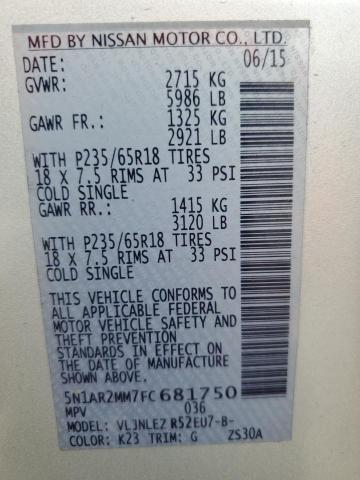 MFD BY NISSAN MOTOR CO., LTD.
DATE: 06/15
GVWR: 2715 KG
5986 LB
GAWR FR.: 1325 KG
2921 LB
WITH P235/65R18 TIRES
18 X 7.5 RIMS AT 33 PSI
COLD SINGLE
GAWR RR.: 1415 KG
3120 LB
WITH P235/65R18 TIRES
18 X 7.5 RIMS AT 33 PSI
COLD SINGLE
THIS VEHICLE CONFORMS TO
ALL APPLICABLE FEDERAL
MOTOR VEHICLE SAFETY AND
THEFT PREVENTION
STANDARDS IN EFFECT ON
THE DATE OF MANUFACTURE
SHOWN ABOVE.
5N1AR2MM7FC681750
MPV 036
MODEL: VLJNLEZ R52EU7-B-
COLOR: K23 TRIM: G ZS30A